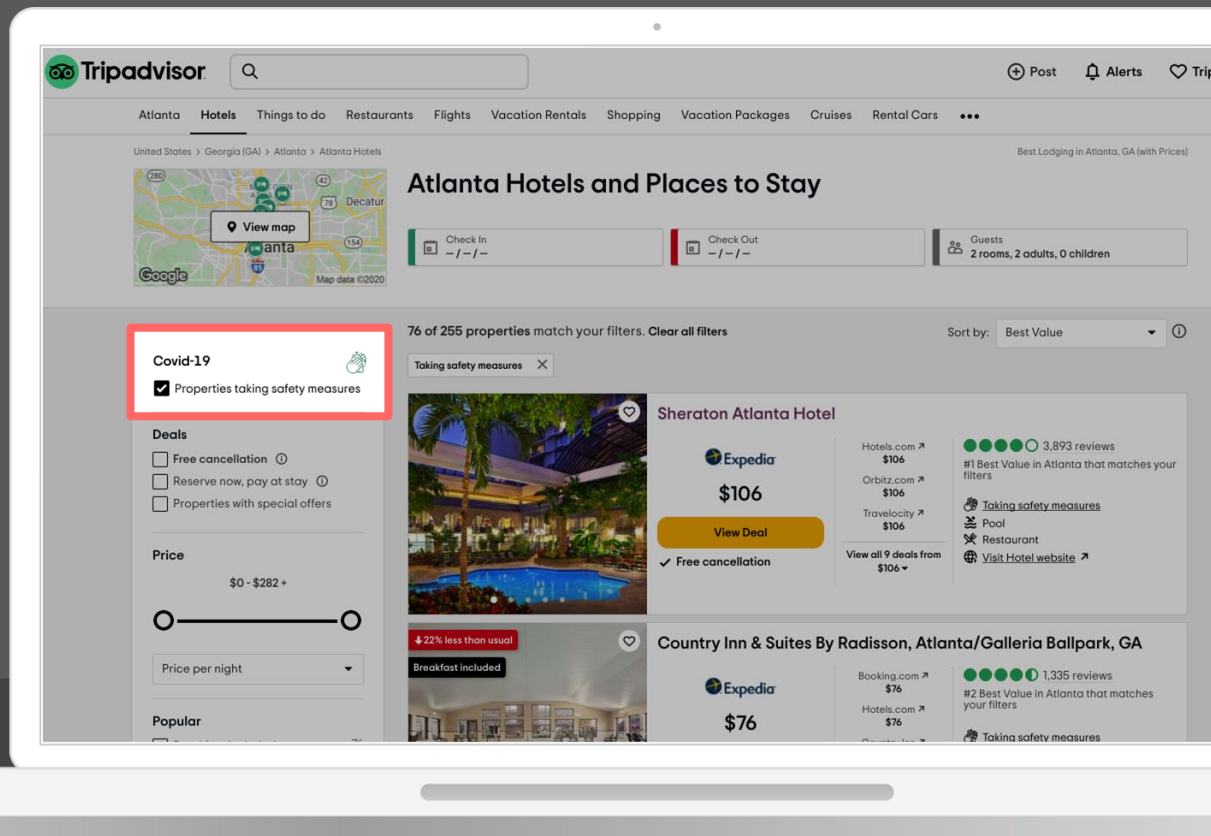 Tripadvisor
Post
Alerts
Atlanta Hotels Things to do Restaurants Flights Vacation Rentals Shopping Vacation Packages Cruises Rental Cars •••
United States > Georgia (GA) > Atlanta > Atlanta Hotels
Best Lodging in Atlanta, GA (with Prices)
280
42
78
Decatur
View map
anta
154
85
Google
Map data ©2020
Atlanta Hotels and Places to Stay
Check In
–/–/–
Check Out
–/–/–
Guests
2 rooms, 2 adults, 0 children
Covid-19
Properties taking safety measures
Deals
Free cancellation
Reserve now, pay at stay
Properties with special offers
Price
$0 - $282 +
Price per night
Popular
76 of 255 properties match your filters. Clear all filters
Sort by: Best Value
Taking safety measures
Sheraton Atlanta Hotel
Expedia
$106
View Deal
Free cancellation
Hotels.com
$106
Orbitz.com
$106
Travelocity
$106
View all 9 deals from
$106
3,893 reviews
#1 Best Value in Atlanta that matches your
filters
Taking safety measures
Pool
Restaurant
Visit Hotel website
22% less than usual
Breakfast included
Country Inn & Suites By Radisson, Atlanta/Galleria Ballpark, GA
Expedia
$76
Booking.com
$76
Hotels.com
$76
1,335 reviews
#2 Best Value in Atlanta that matches
your filters
Taking safety measures